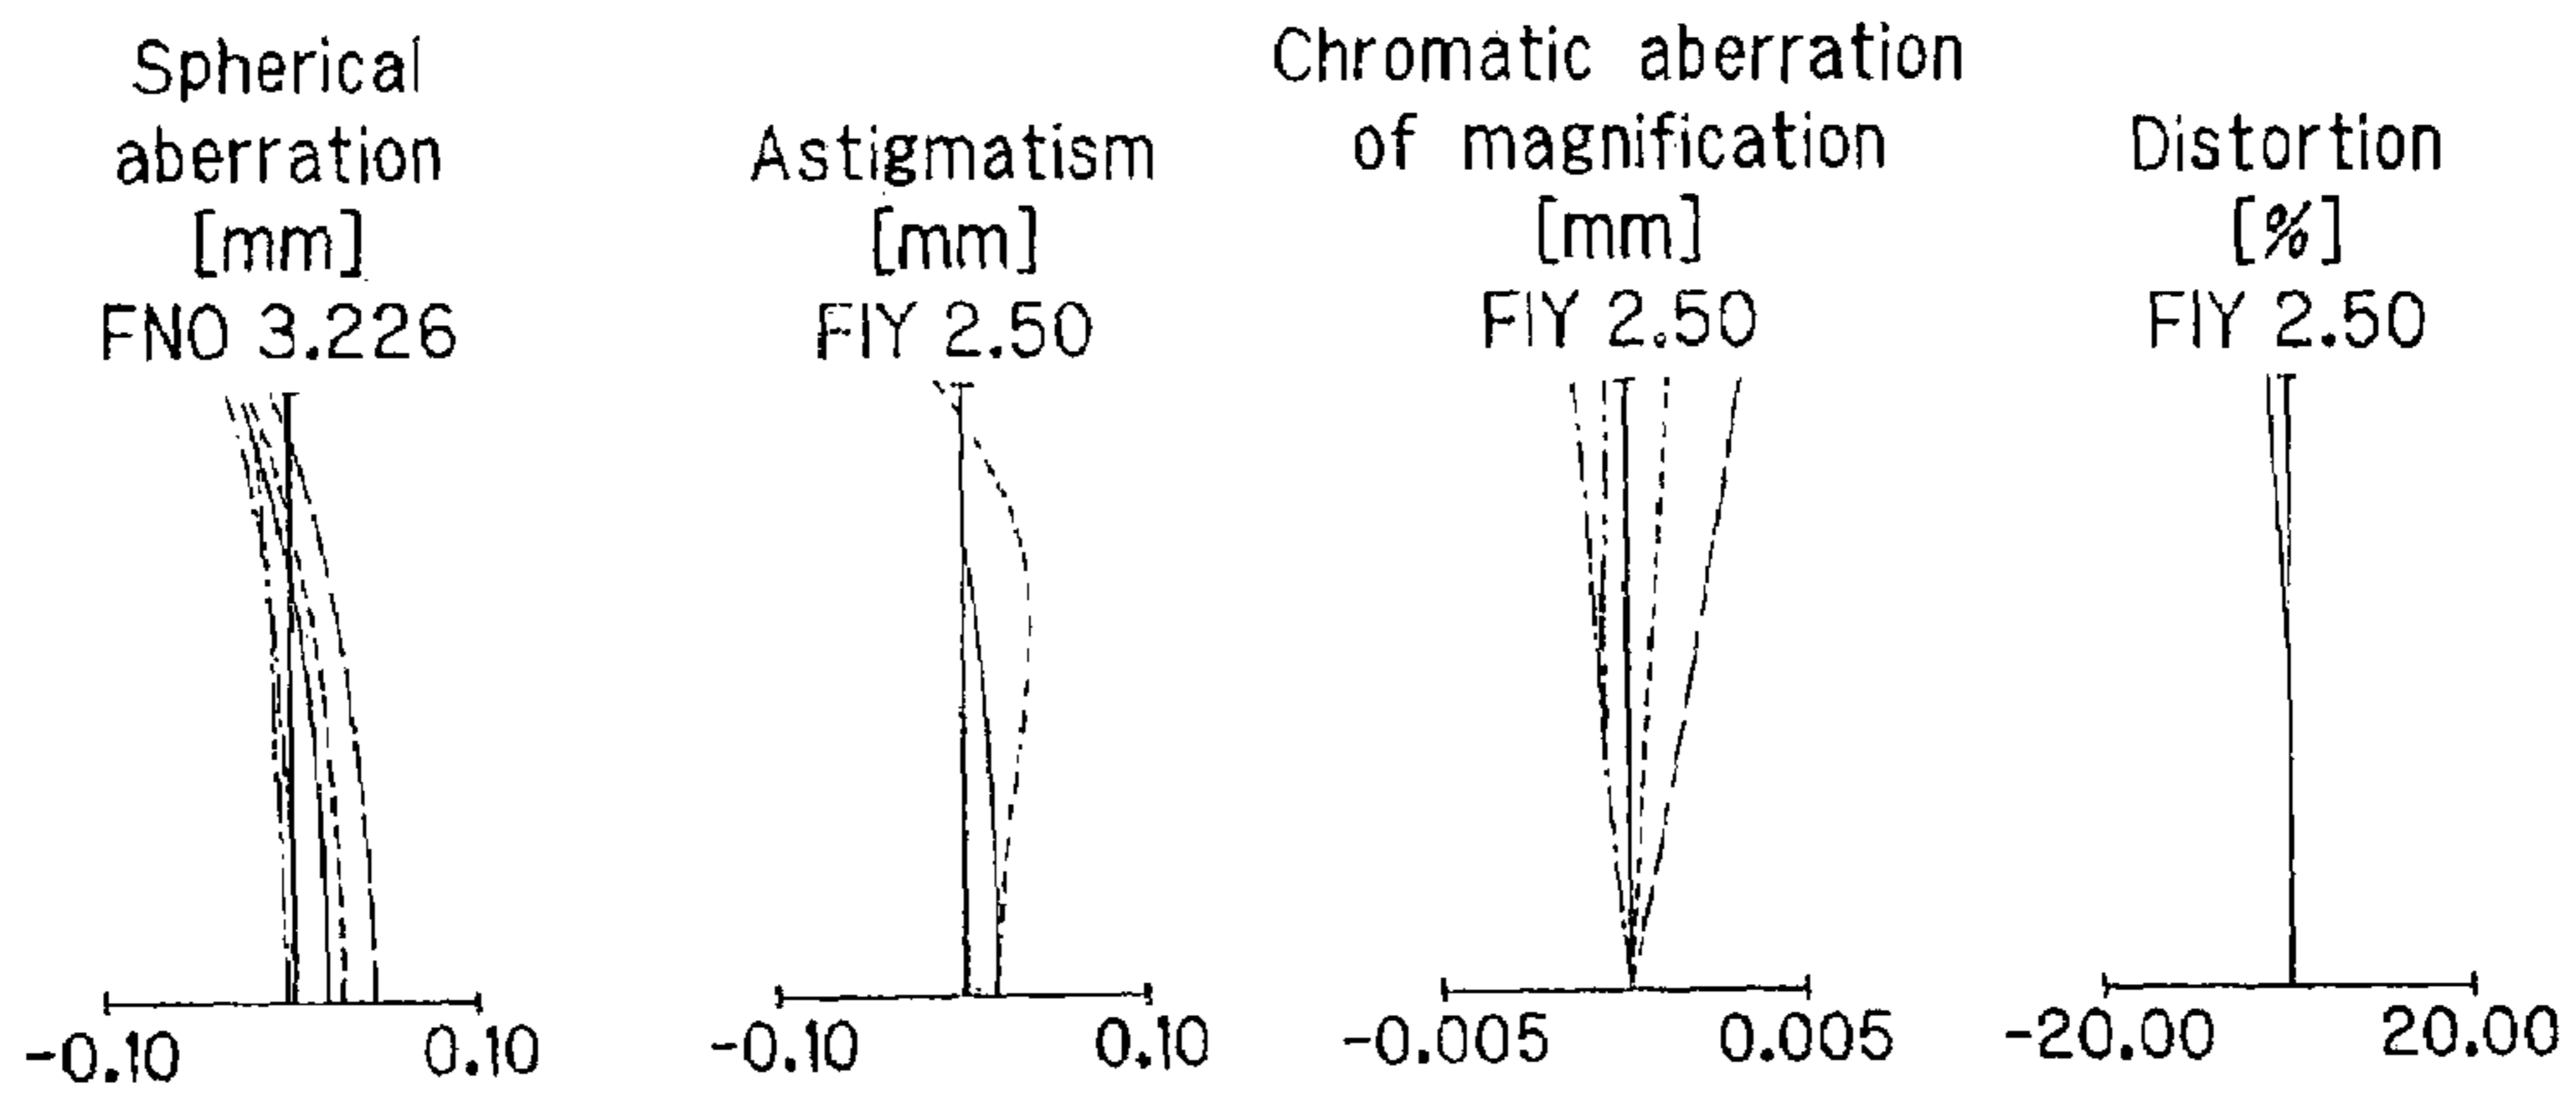 Spherical
aberration
[mm]
FNO 3.226
-0.10 0.10
Astigmatism
[mm]
FIY 2.50
-0.10 0.10
Chromatic aberration
of magnification
[mm]
FIY 2.50
-0.005 0.005
Distortion
[%]
FIY 2.50
-20.00 20.00